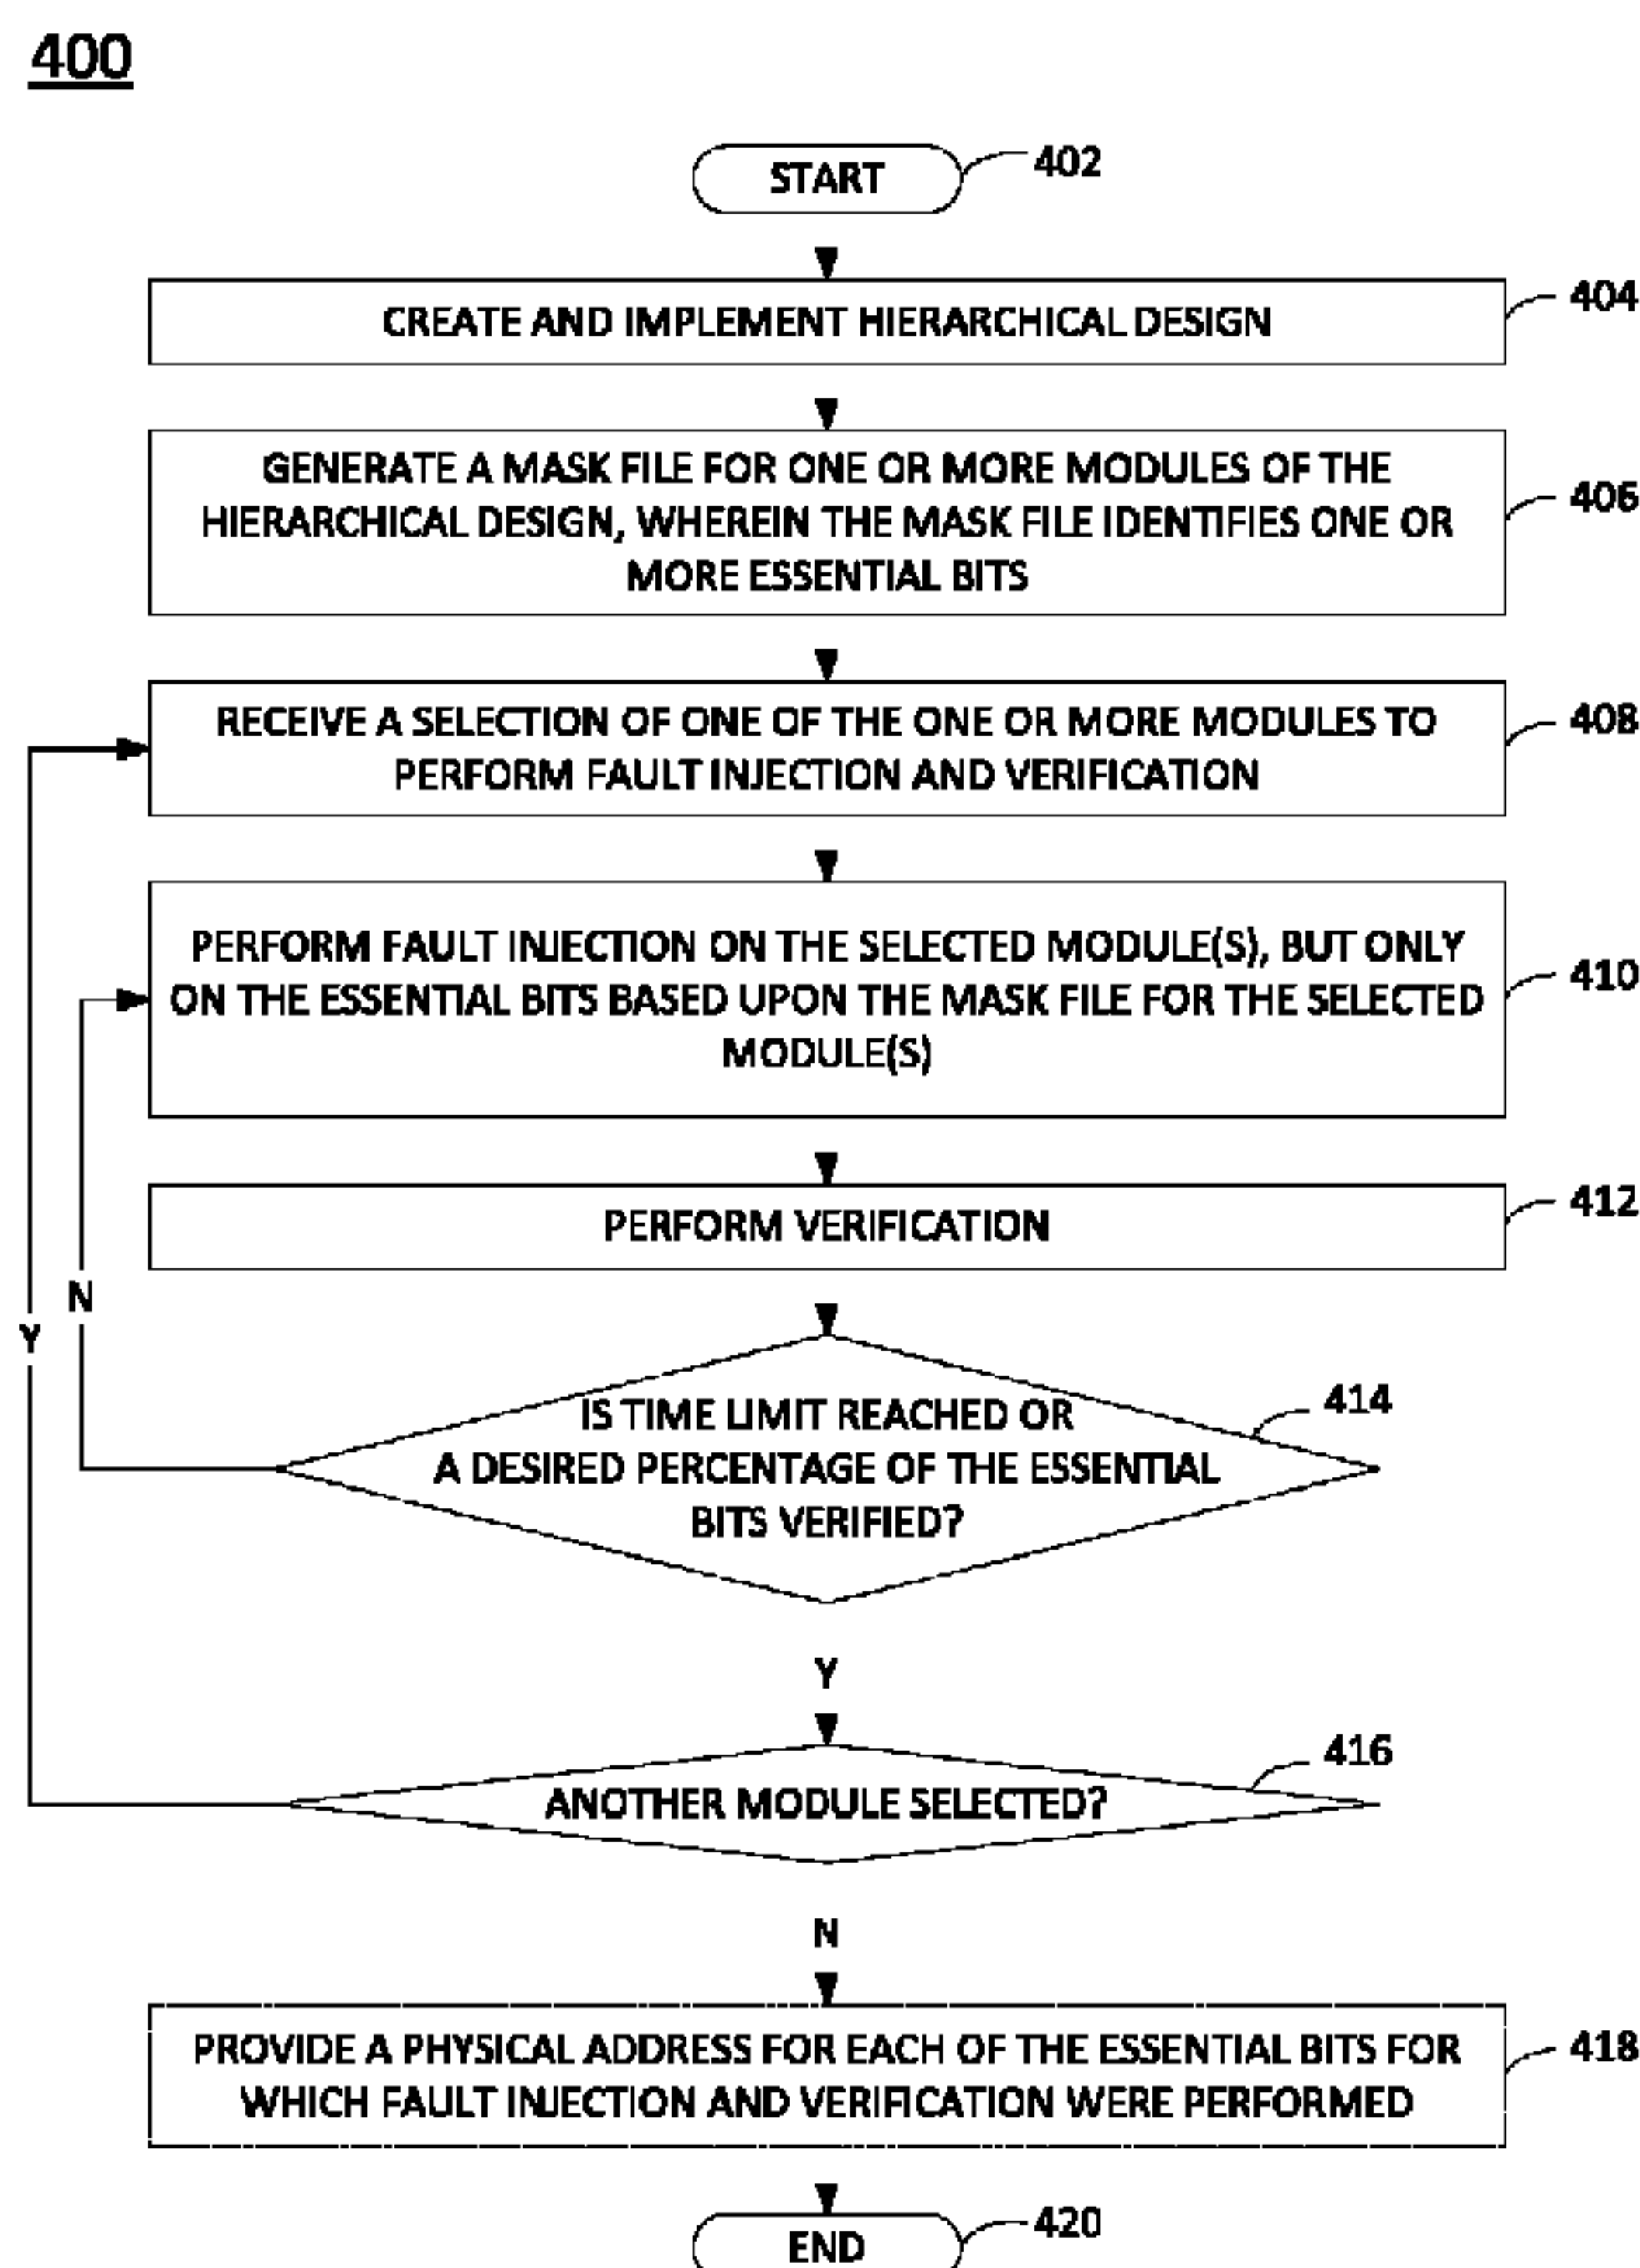 400
START
402
CREATE AND IMPLEMENT HIERARCHICAL DESIGN
404
GENERATE A MASK FILE FOR ONE OR MORE MODULES OF THE
HIERARCHICAL DESIGN, WHEREIN THE MASK FILE IDENTIFIES ONE OR
MORE ESSENTIAL BITS
406
RECEIVE A SELECTION OF ONE OF THE ONE OR MORE MODULES TO
PERFORM FAULT INJECTION AND VERIFICATION
408
PERFORM FAULT INJECTION ON THE SELECTED MODULE(S), BUT ONLY
ON THE ESSENTIAL BITS BASED UPON THE MASK FILE FOR THE SELECTED
MODULE(S)
410
PERFORM VERIFICATION
412
N
Y
IS TIME LIMIT REACHED OR
A DESIRED PERCENTAGE OF THE ESSENTIAL
BITS VERIFIED?
414
Y
ANOTHER MODULE SELECTED?
416
N
PROVIDE A PHYSICAL ADDRESS FOR EACH OF THE ESSENTIAL BITS FOR
WHICH FAULT INJECTION AND VERIFICATION WERE PERFORMED
418
END
420